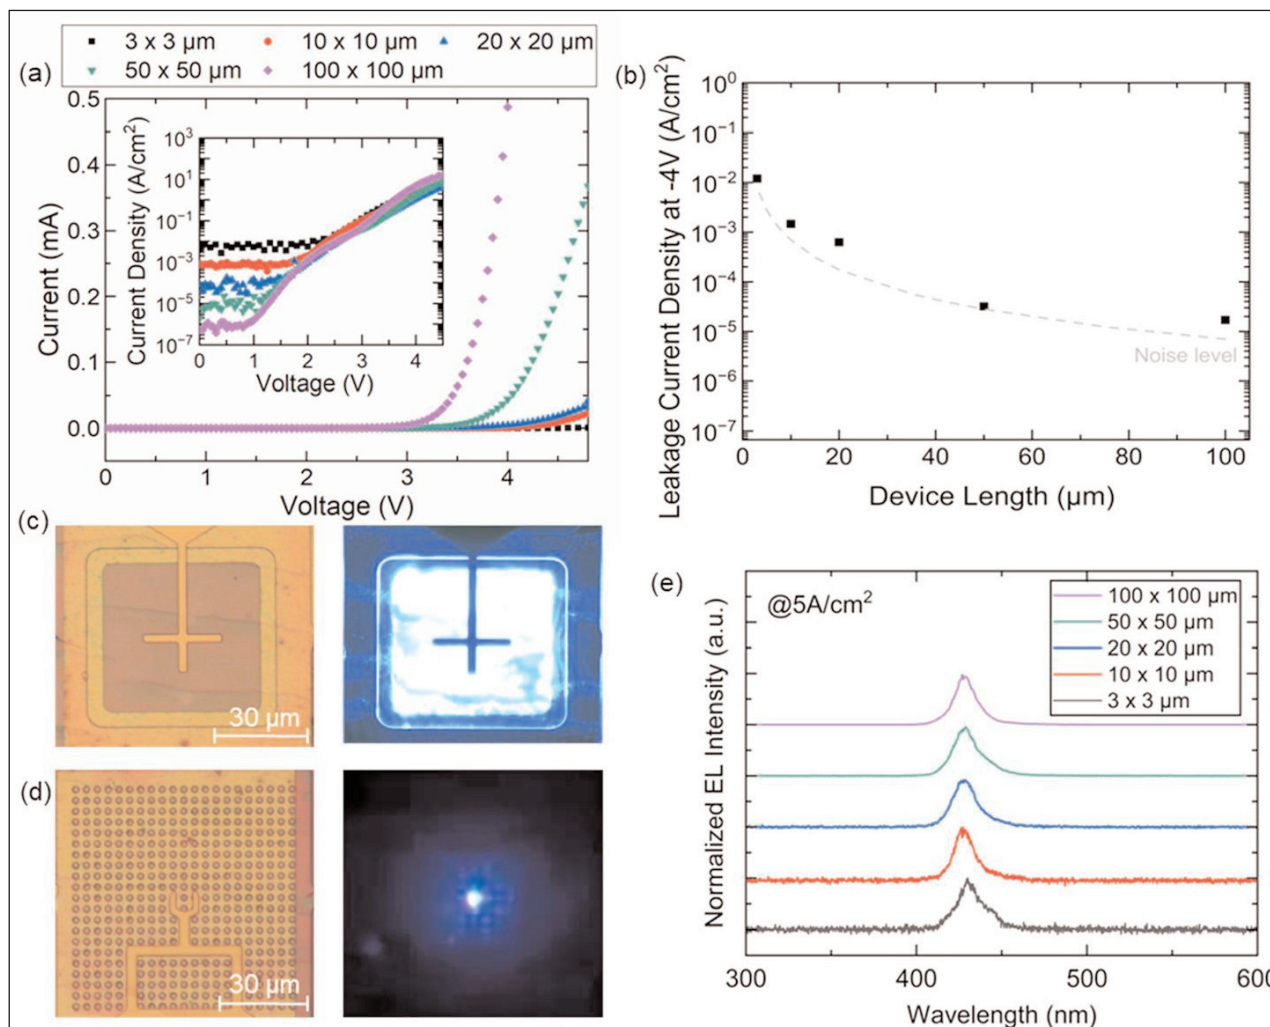 3 x 3 µm 10 x 10 µm 20 x 20 µm
50 x 50 µm 100 x 100 µm
(a)
0.5
0.4
0.3
0.2
0.1
0.0
Current (mA)
0 1 2 3 4
Voltage (V)
Current Density (A/cm²)
10³
10¹
10⁻¹
10⁻³
10⁻⁵
10⁻⁷
0 1 2 3 4
Voltage (V)
(b)
Leakage Current Density at -4V (A/cm²)
10⁰
10⁻¹
10⁻²
10⁻³
10⁻⁴
10⁻⁵
10⁻⁶
10⁻⁷
Noise level
0 20 40 60 80 100
Device Length (µm)
(c)
30 µm
(d)
30 µm
(e)
@5A/cm²
100 x 100 µm
50 x 50 µm
20 x 20 µm
10 x 10 µm
3 x 3 µm
Normalized EL Intensity (a.u.)
300 400 500 600
Wavelength (nm)